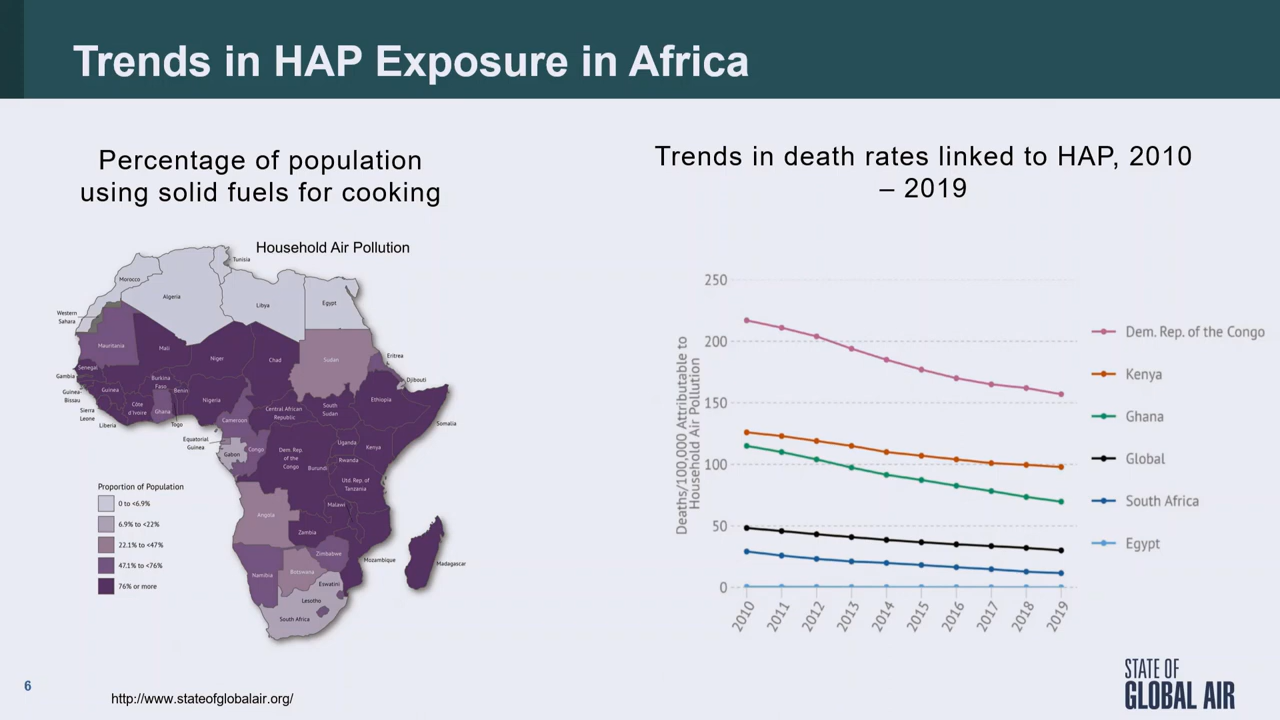 Trends in HAP Exposure in Africa
Percentage of population
using solid fuels for cooking
Household Air Pollution
Tunisia
Morocco
Algeria
Libya
Egypt
Western
Sahara
Mauritania
Mali
Niger
Chad
Sudan
Eritrea
Senegal
Gambia
Guinea-
Bissau
Guinea
Sierra
Leone
Liberia
Côte
d'Ivoire
Burkina
Faso
Ghana
Togo
Benin
Nigeria
Cameroon
Central African
Republic
South
Sudan
Ethiopia
Djibouti
Somalia
Equatorial
Guinea
Gabon
Congo
Dem. Rep.
of the
Congo
Uganda
Kenya
Rwanda
Burundi
Utd. Rep. of
Tanzania
Angola
Zambia
Malawi
Mozambique
Madagascar
Zimbabwe
Namibia
Botswana
Eswatini
Lesotho
South Africa
Proportion of Population
0 to <6.9%
6.9% to <22%
22.1% to <47%
47.1% to <76%
76% or more
Trends in death rates linked to HAP, 2010
– 2019
Deaths/100,000 Attributable to
Household Air Pollution
250
200
150
100
50
0
2010
2011
2012
2013
2014
2015
2016
2017
2018
2019
Dem. Rep. of the Congo
Kenya
Ghana
Global
South Africa
Egypt
6
http://www.stateofglobalair.org/
STATE OF
GLOBAL AIR